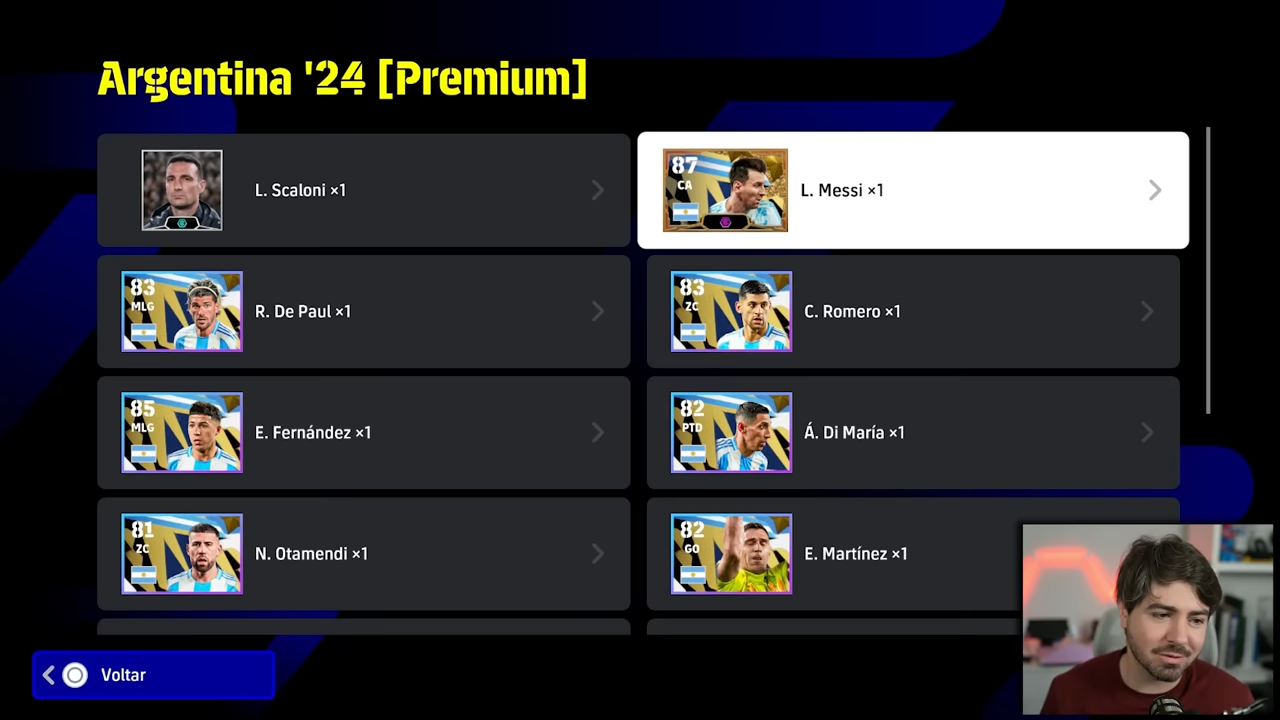 Argentina '24 [Premium]
L. Scaloni ×1
87
CA
L. Messi ×1
83
MLG
R. De Paul ×1
83
ZC
C. Romero ×1
85
MLG
E. Fernández ×1
82
PTD
Á. Di María ×1
81
ZC
N. Otamendi ×1
82
GO
E. Martínez ×1
Voltar